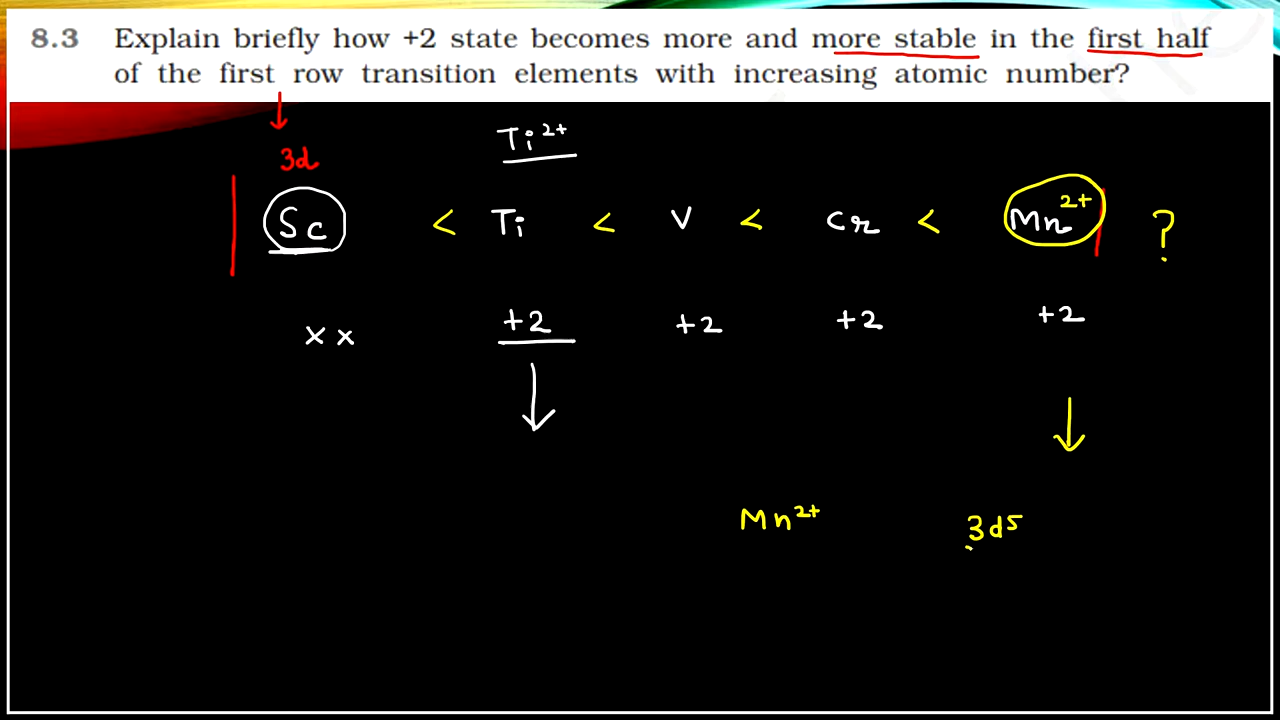 8.3 Explain briefly how +2 state becomes more and more stable in the first half
of the first row transition elements with increasing atomic number?
Ti²⁺
3d
Sc < Ti < V < Cr < Mn²⁺ ?
x x +2 +2 +2 +2
Mn²⁺ 3d⁵